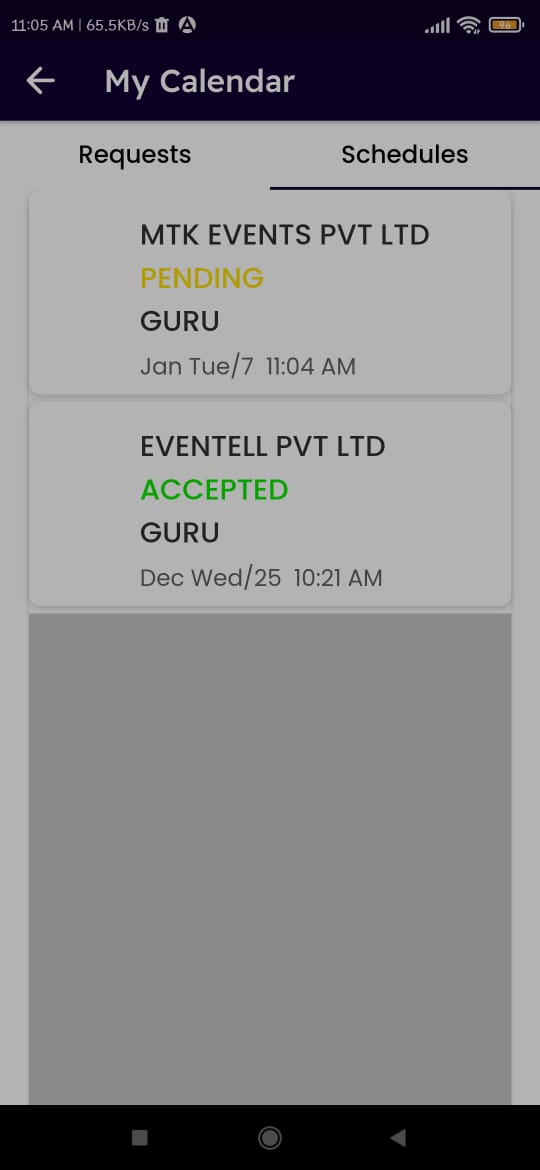 11:05 AM | 65.5KB/s
96
My Calendar
Requests
Schedules
MTK EVENTS PVT LTD
PENDING
GURU
Jan Tue/7 11:04 AM
EVENTELL PVT LTD
ACCEPTED
GURU
Dec Wed/25 10:21 AM